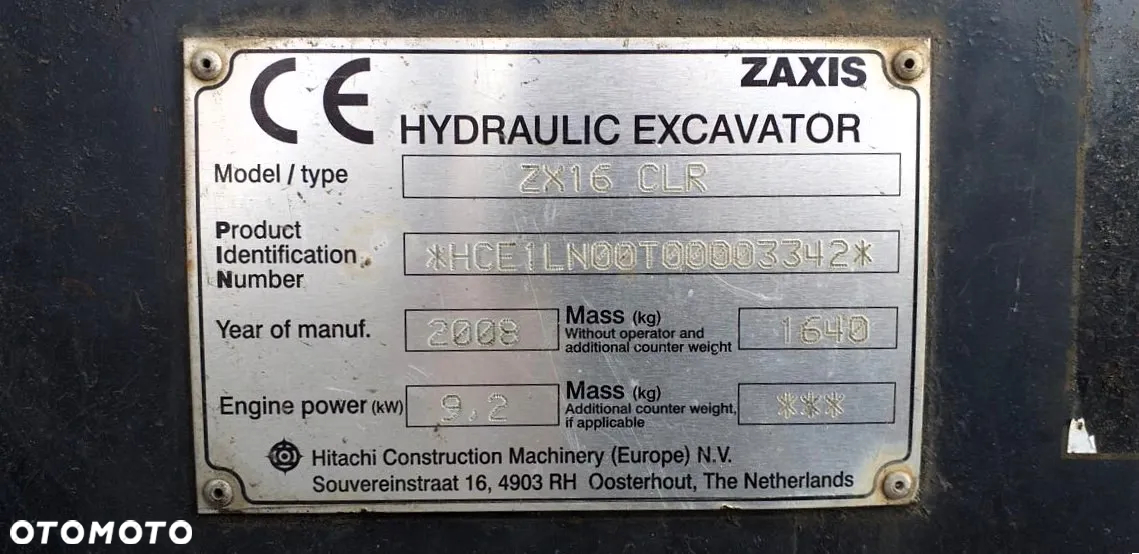 CE
ZAXIS
HYDRAULIC EXCAVATOR
Model / type ZX16 CLR
Product
Identification
Number *HCE1LN00T00003342*
Year of manuf. 2008 Mass (kg)
Without operator and
additional counter weight 1640
Engine power (kW) 9.2 Mass (kg)
Additional counter weight,
if applicable ***
Hitachi Construction Machinery (Europe) N.V.
Souvereinstraat 16, 4903 RH Oosterhout, The Netherlands
OTOMOTO